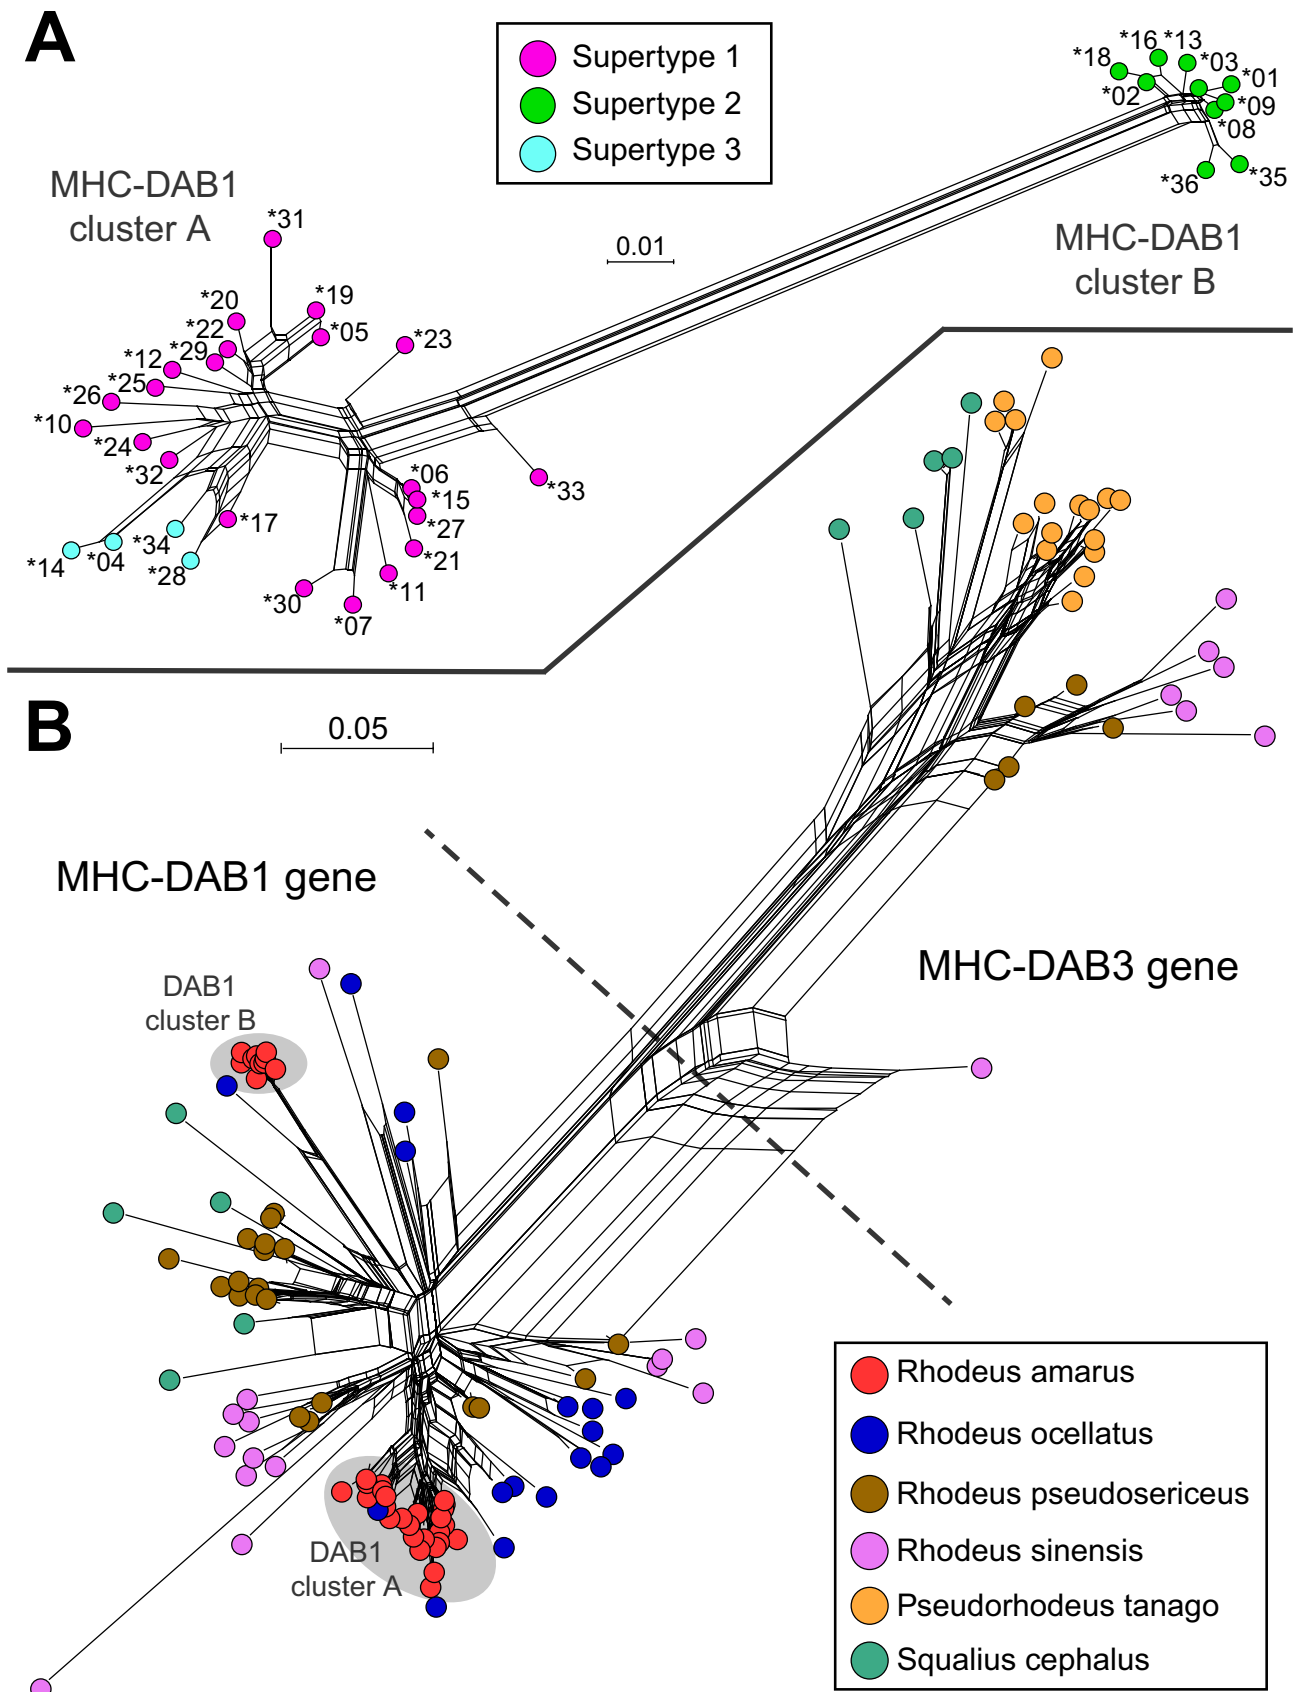 A
Supertype 1
Supertype 2
Supertype 3
*16 *13
*18 *03
*02 *01
*09
*08
*36 *35
MHC-DAB1
cluster A
MHC-DAB1
cluster B
0.01
*31
*20 *19
*22 *05
*12 *29 *23
*26 *25
*10
*24
*32
*06
*15
*33
*17 *27
*34
*14 *04 *21
*28
*30 *11
*07
B
0.05
MHC-DAB1 gene
MHC-DAB3 gene
DAB1
cluster B
DAB1
cluster A
Rhodeus amarus
Rhodeus ocellatus
Rhodeus pseudosericeus
Rhodeus sinensis
Pseudorhodeus tanago
Squalius cephalus